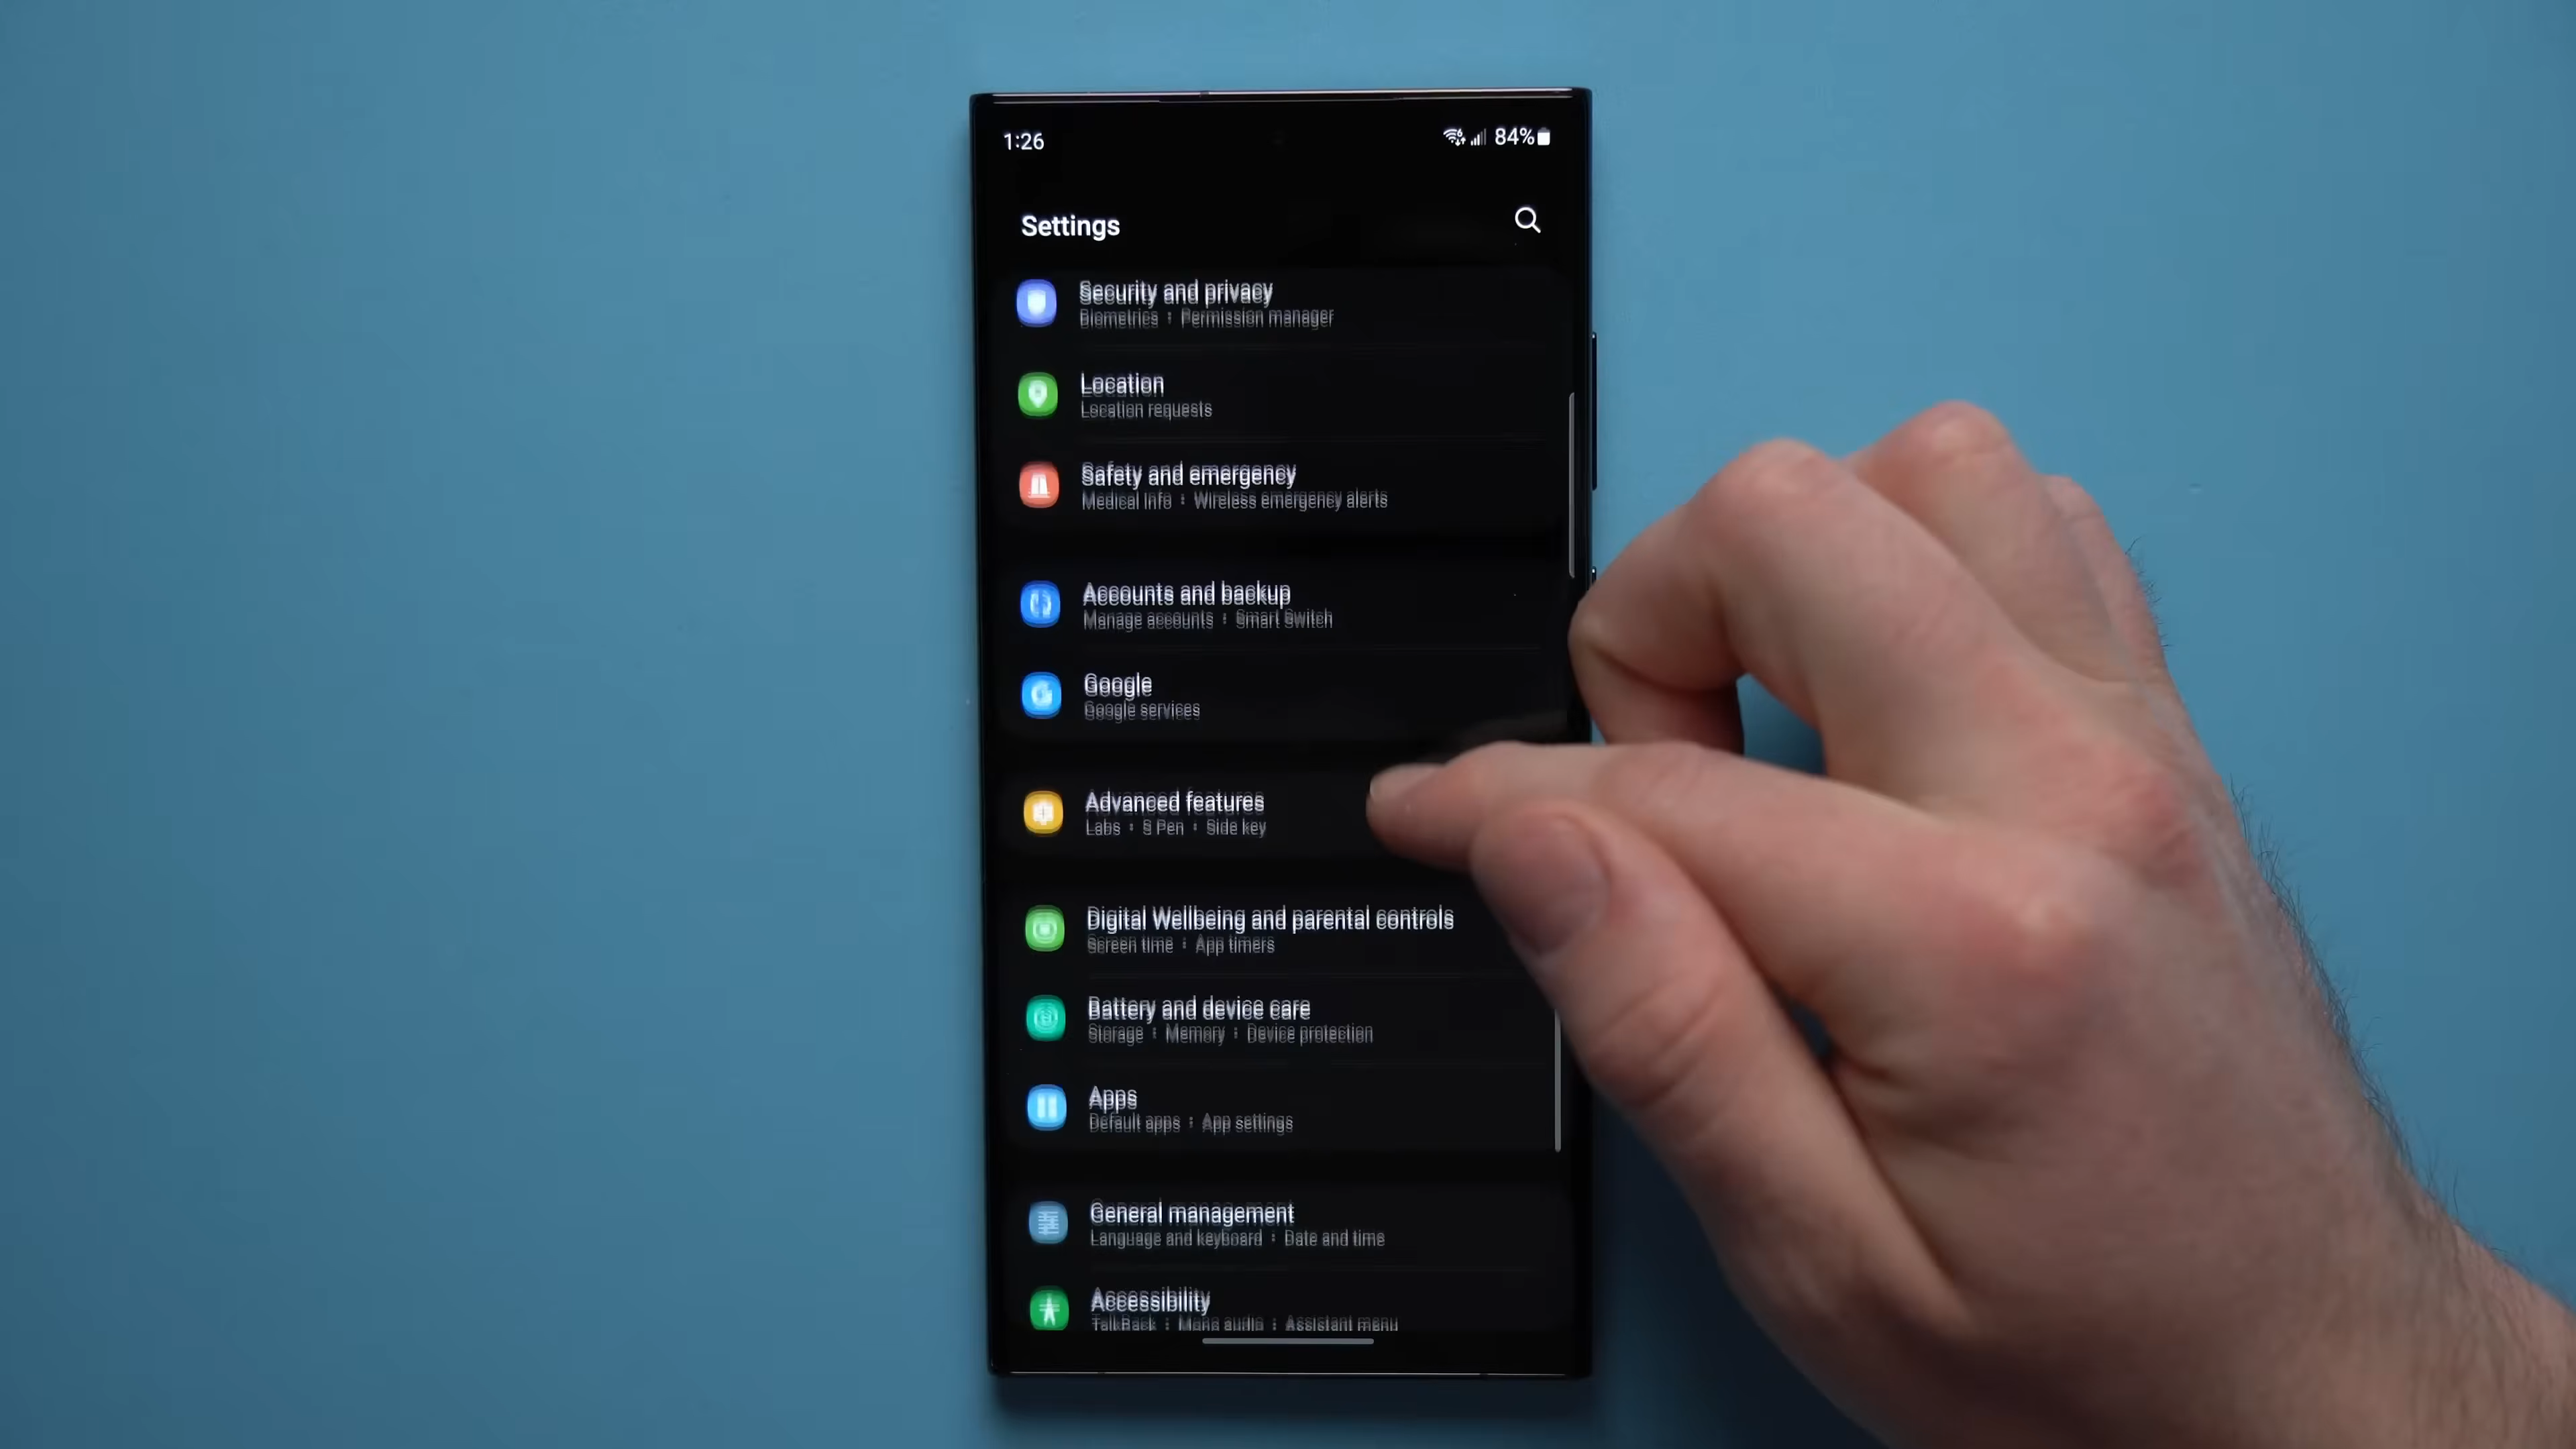 1:26
84%
Settings
Security and privacy
Biometrics • Permission manager
Location
Location requests
Safety and emergency
Medical info • Wireless emergency alerts
Accounts and backup
Manage accounts • Smart Switch
Google
Google services
Advanced features
Labs • S Pen • Side key
Digital Wellbeing and parental controls
Screen time • App timers
Battery and device care
Storage • Memory • Device protection
Apps
Default apps • App settings
General management
Language and keyboard • Date and time
Accessibility
TalkBack • Mono audio • Assistant menu